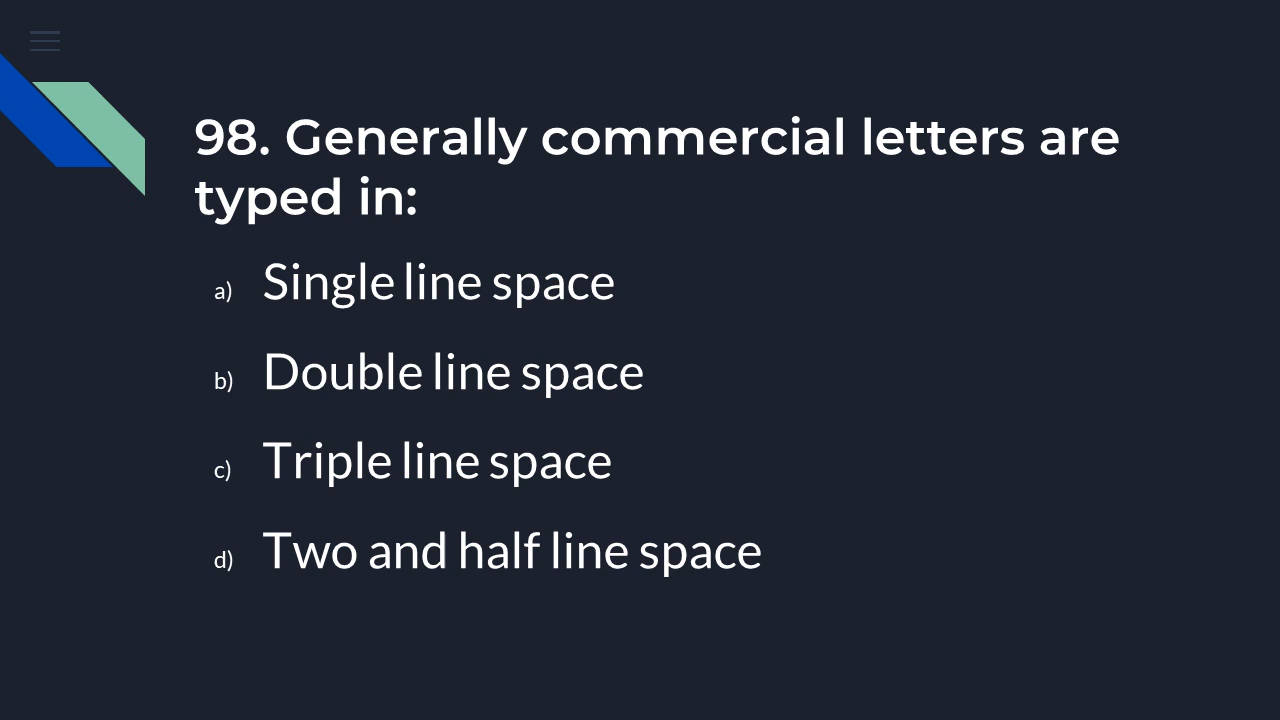 98. Generally commercial letters are
typed in:
a) Single line space
b) Double line space
c) Triple line space
d) Two and half line space